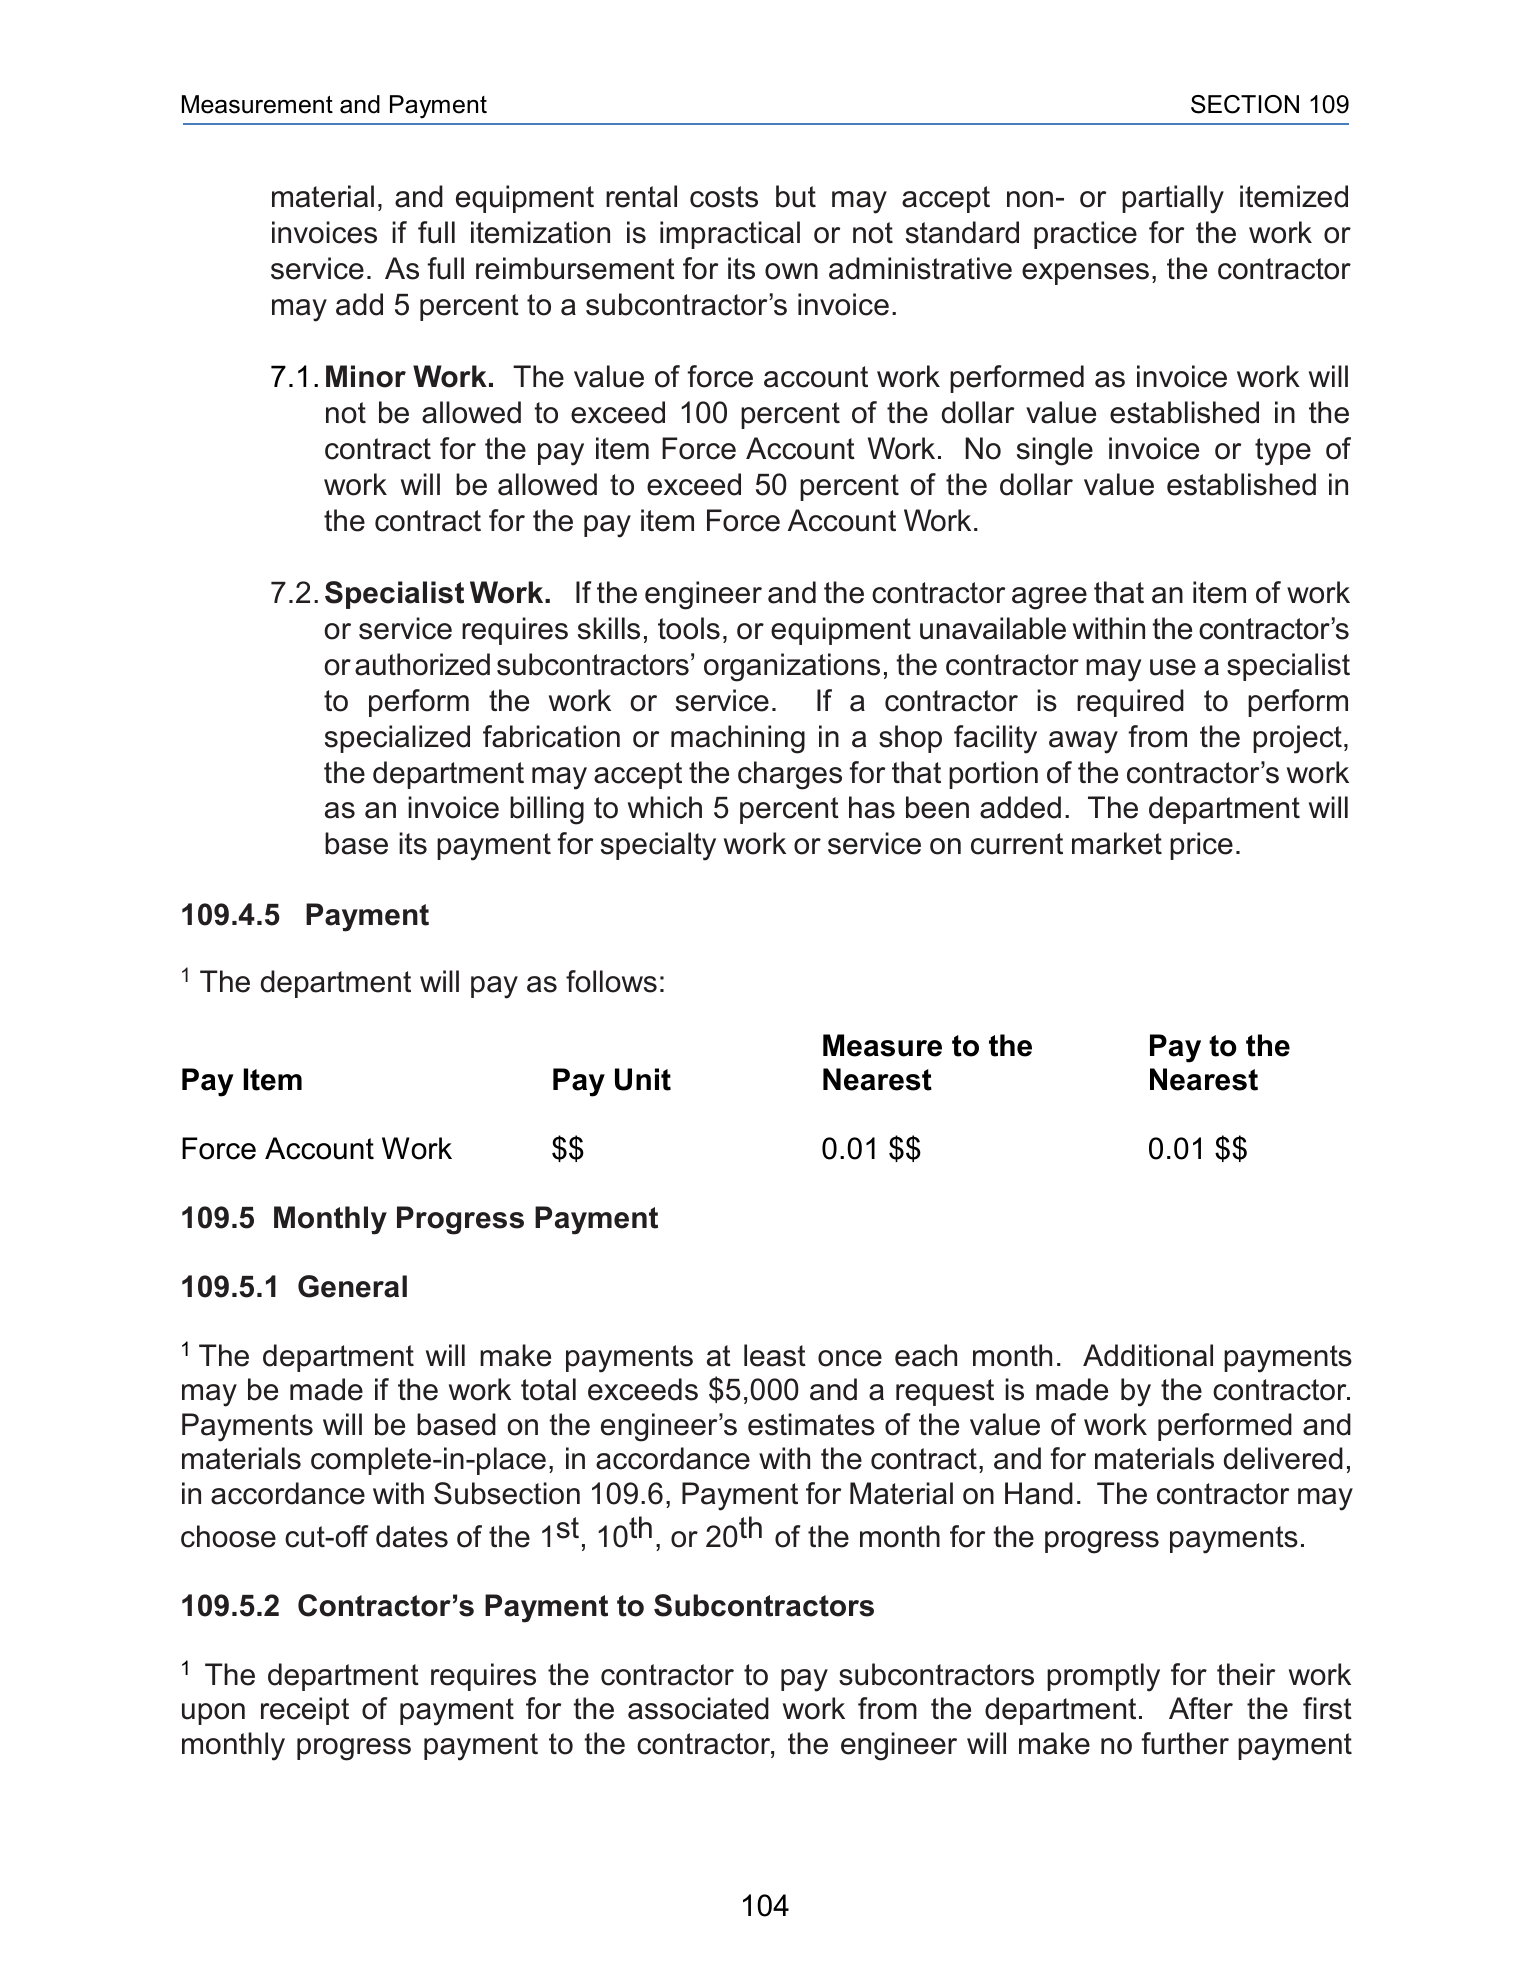 Measurement and Payment SECTION 109
material, and equipment rental costs but may accept non- or partially itemized
invoices if full itemization is impractical or not standard practice for the work or
service. As full reimbursement for its own administrative expenses, the contractor
may add 5 percent to a subcontractor’s invoice.
7.1. Minor Work. The value of force account work performed as invoice work will
not be allowed to exceed 100 percent of the dollar value established in the
contract for the pay item Force Account Work. No single invoice or type of
work will be allowed to exceed 50 percent of the dollar value established in
the contract for the pay item Force Account Work.
7.2. Specialist Work. If the engineer and the contractor agree that an item of work
or service requires skills, tools, or equipment unavailable within the contractor’s
or authorized subcontractors’ organizations, the contractor may use a specialist
to perform the work or service. If a contractor is required to perform
specialized fabrication or machining in a shop facility away from the project,
the department may accept the charges for that portion of the contractor’s work
as an invoice billing to which 5 percent has been added. The department will
base its payment for specialty work or service on current market price.
109.4.5 Payment
1 The department will pay as follows:
Measure to the Pay to the
Pay Item Pay Unit Nearest Nearest
Force Account Work $$ 0.01 $$ 0.01 $$
109.5 Monthly Progress Payment
109.5.1 General
1 The department will make payments at least once each month. Additional payments
may be made if the work total exceeds $5,000 and a request is made by the contractor.
Payments will be based on the engineer’s estimates of the value of work performed and
materials complete-in-place, in accordance with the contract, and for materials delivered,
in accordance with Subsection 109.6, Payment for Material on Hand. The contractor may
choose cut-off dates of the 1st, 10th, or 20th of the month for the progress payments.
109.5.2 Contractor’s Payment to Subcontractors
1 The department requires the contractor to pay subcontractors promptly for their work
upon receipt of payment for the associated work from the department. After the first
monthly progress payment to the contractor, the engineer will make no further payment
104